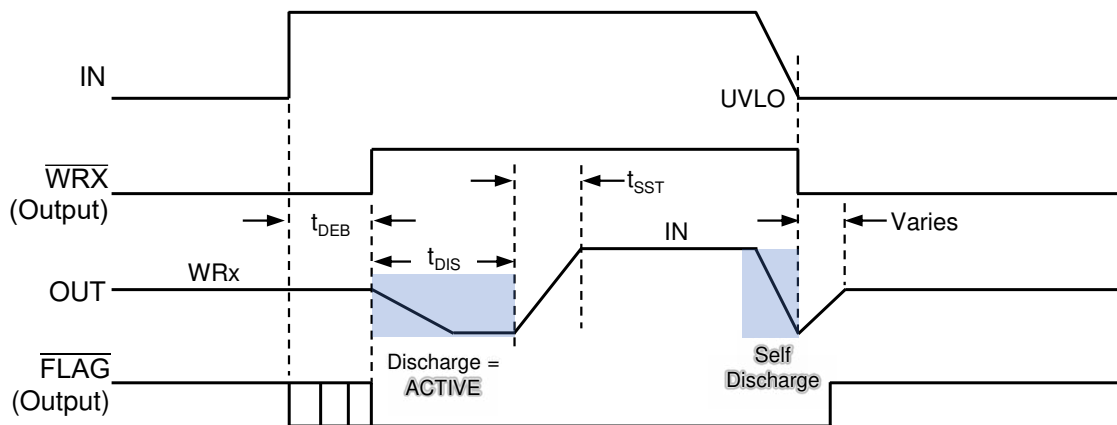 IN
UVLO
WRX
(Output)
tSST
tDEB
Varies
IN
tDIS
WRx
OUT
FLAG
(Output)
Discharge =
ACTIVE
Self
Discharge